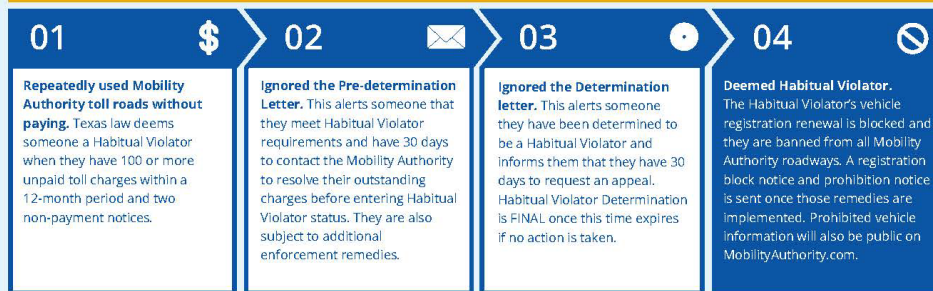 01
Repeatedly used Mobility
Authority toll roads without
paying. Texas law deems
someone a Habitual Violator
when they have 100 or more
unpaid toll charges within a
12-month period and two
non-payment notices.
02
Ignored the Pre-determination
Letter. This alerts someone that
they meet Habitual Violator
requirements and have 30 days
to contact the Mobility Authority
to resolve their outstanding
charges before entering Habitual
Violator status. They are also
subject to additional
enforcement remedies.
03
Ignored the Determination
letter. This alerts someone
they have been determined to
be a Habitual Violator and
informs them that they have 30
days to request an appeal.
Habitual Violator Determination
is FINAL once this time expires
if no action is taken.
04
Deemed Habitual Violator.
The Habitual Violator's vehicle
registration renewal is blocked and
they are banned from all Mobility
Authority roadways. A registration
block notice and prohibition notice
is sent once those remedies are
implemented. Prohibited vehicle
information will also be public on
MobilityAuthority.com.